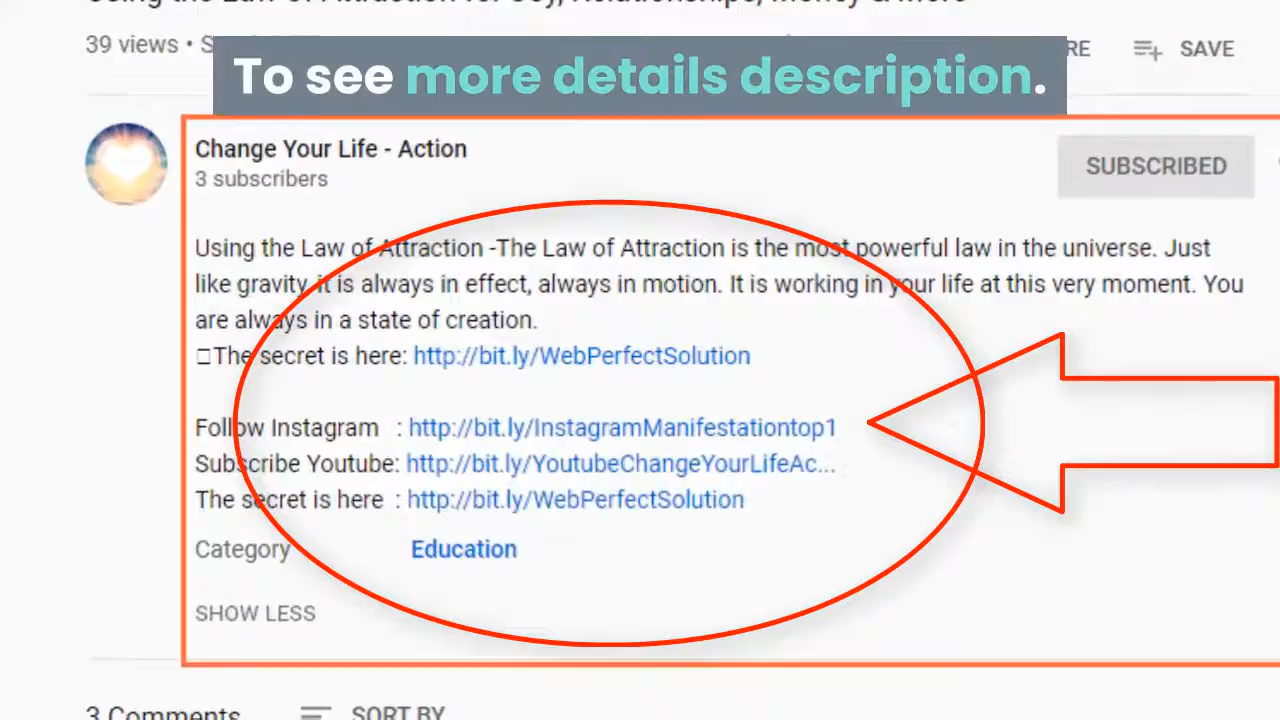 39 views • S
RE
SAVE
To see more details description.
Change Your Life - Action
3 subscribers
SUBSCRIBED
Using the Law of Attraction -The Law of Attraction is the most powerful law in the universe. Just
like gravity, it is always in effect, always in motion. It is working in your life at this very moment. You
are always in a state of creation.
□The secret is here: http://bit.ly/WebPerfectSolution
Follow Instagram : http://bit.ly/InstagramManifestationtop1
Subscribe Youtube: http://bit.ly/YoutubeChangeYourLifeAc...
The secret is here : http://bit.ly/WebPerfectSolution
Category Education
SHOW LESS
3 Comments SORT BY